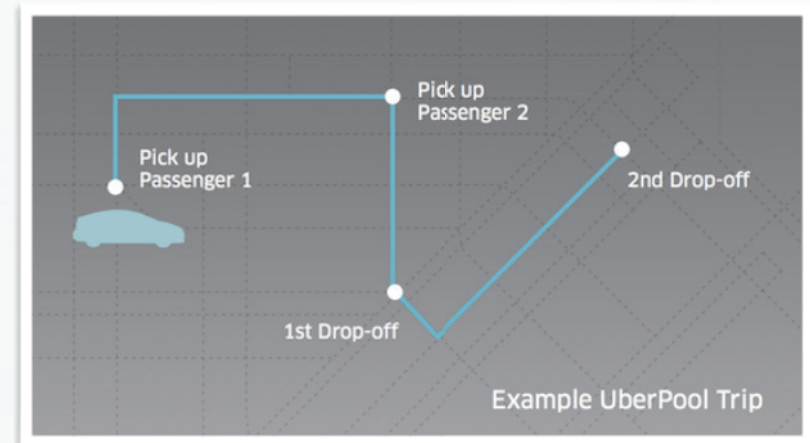 Pick up
Passenger 2
Pick up
Passenger 1
2nd Drop-off
1st Drop-off
Example UberPool Trip